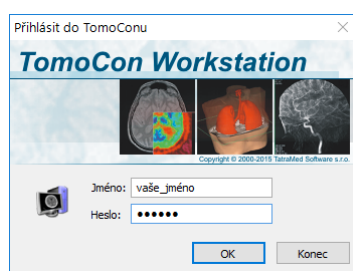 Přihlásit do TomoConu
TomoCon Workstation
Copyright © 2000-2015 TatraMed Software s.r.o.
Jméno: vaše_jméno
Heslo: ••••••
OK Konec